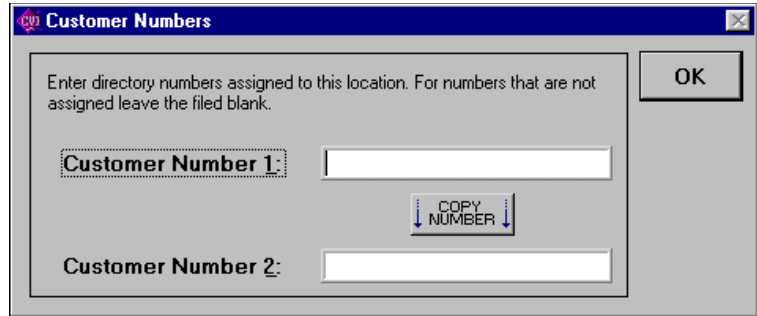 CVI Customer Numbers
Enter directory numbers assigned to this location. For numbers that are not
assigned leave the filed blank.
OK
Customer Number 1:
COPY
NUMBER
Customer Number 2: